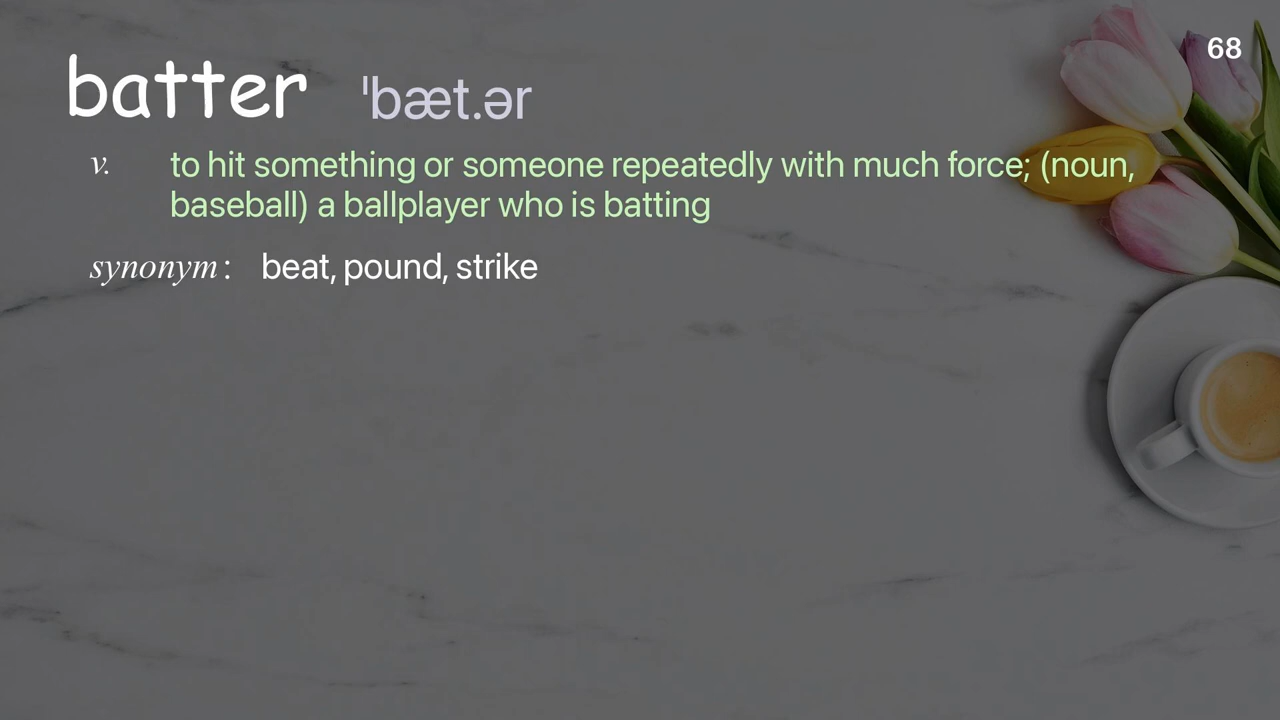 68
batter ˈbæt.ər
v. to hit something or someone repeatedly with much force; (noun,
baseball) a ballplayer who is batting
synonym: beat, pound, strike